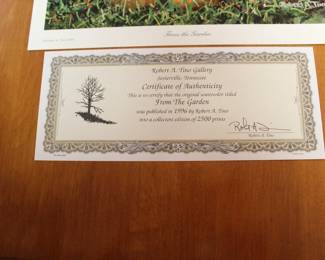 Robert A. Tino
From the Garden
Robert A. Tino Gallery
Sevierville, Tennessee
Certificate of Authenticity
This is to certify that the original watercolor titled
From The Garden
was published in 1996 by Robert A. Tino
into a collectors edition of 2500 prints
Robert A. Tino